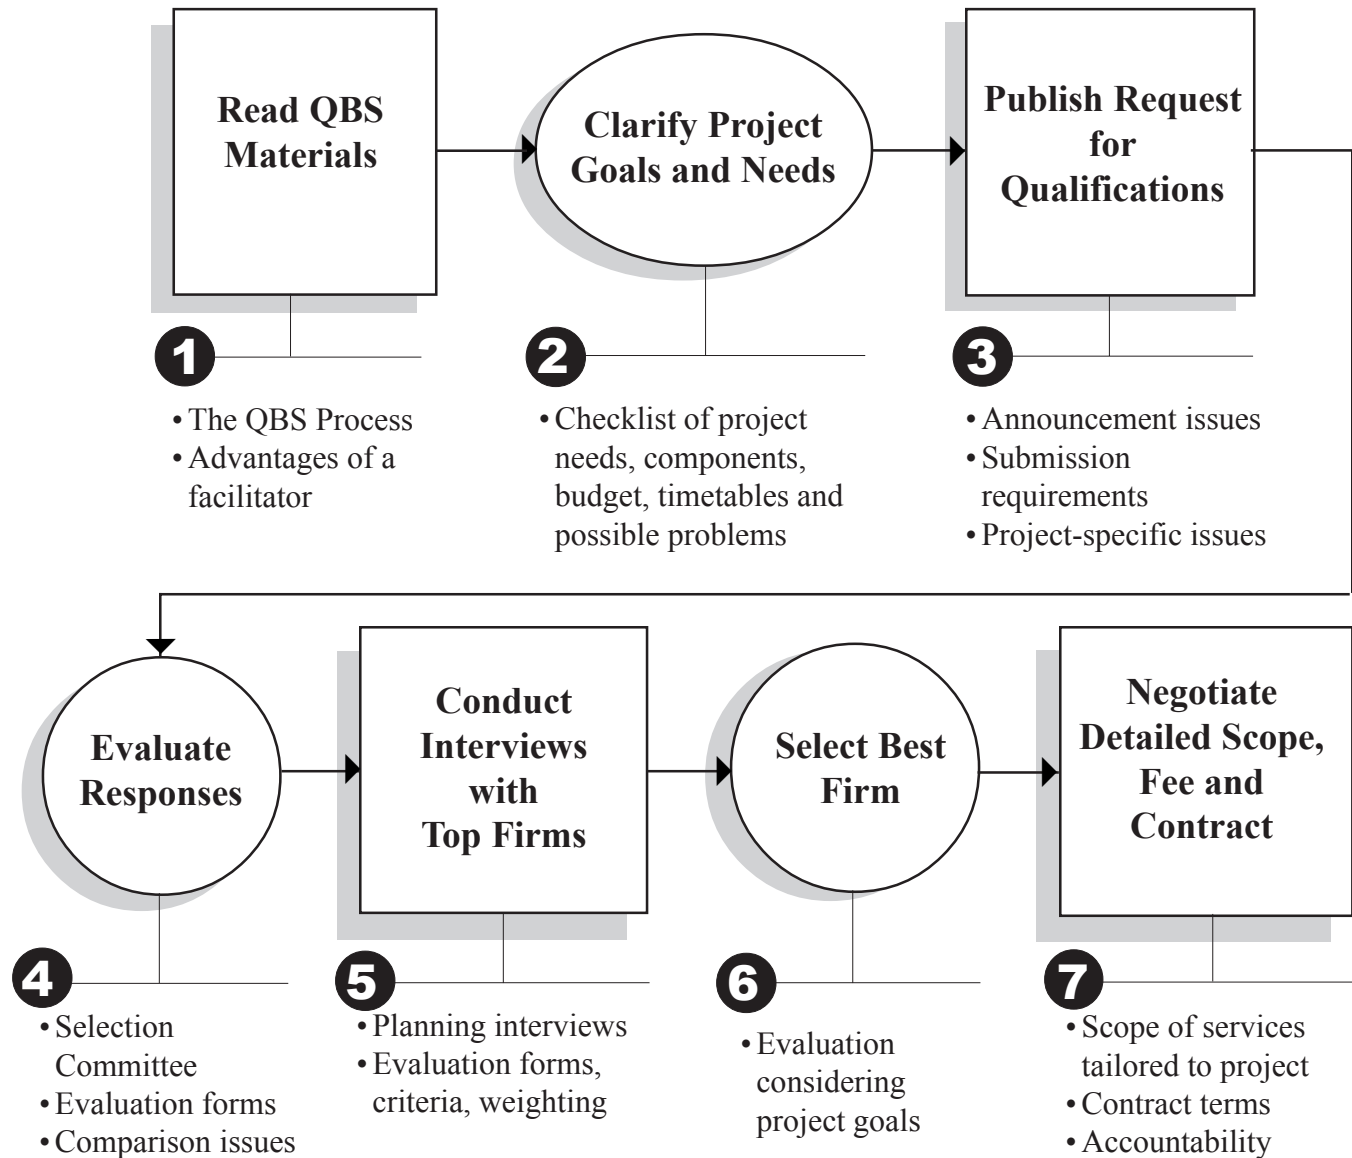 Read QBS
Materials
Clarify Project
Goals and Needs
Publish Request
for
Qualifications
1
• The QBS Process
• Advantages of a
facilitator
2
• Checklist of project
needs, components,
budget, timetables and
possible problems
3
• Announcement issues
• Submission
requirements
• Project-specific issues
Evaluate
Responses
Conduct
Interviews
with
Top Firms
Select Best
Firm
Negotiate
Detailed Scope,
Fee and
Contract
4
• Selection
Committee
• Evaluation forms
• Comparison issues
5
• Planning interviews
• Evaluation forms,
criteria, weighting
6
• Evaluation
considering
project goals
7
• Scope of services
tailored to project
• Contract terms
• Accountability